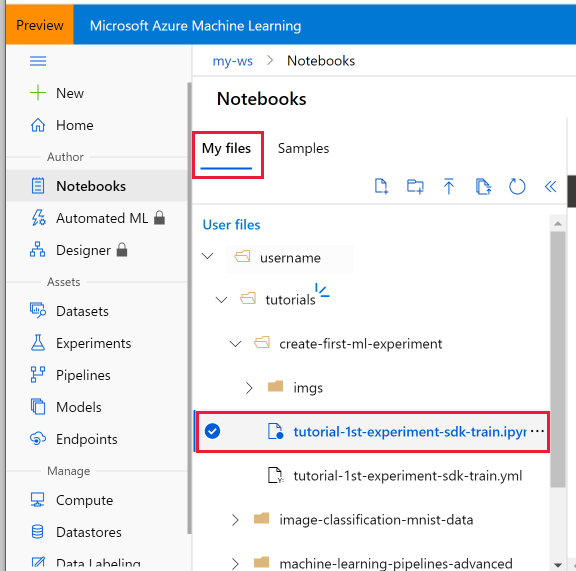 Preview
Microsoft Azure Machine Learning
my-ws > Notebooks
New
Home
Author
Notebooks
Automated ML
Designer
Assets
Datasets
Experiments
Pipelines
Models
Endpoints
Manage
Compute
Datastores
Data Labeling
Notebooks
My files
Samples
User files
username
tutorials
create-first-ml-experiment
imgs
tutorial-1st-experiment-sdk-train.ipyn ...
tutorial-1st-experiment-sdk-train.yml
image-classification-mnist-data
machine-learning-pipelines-advanced